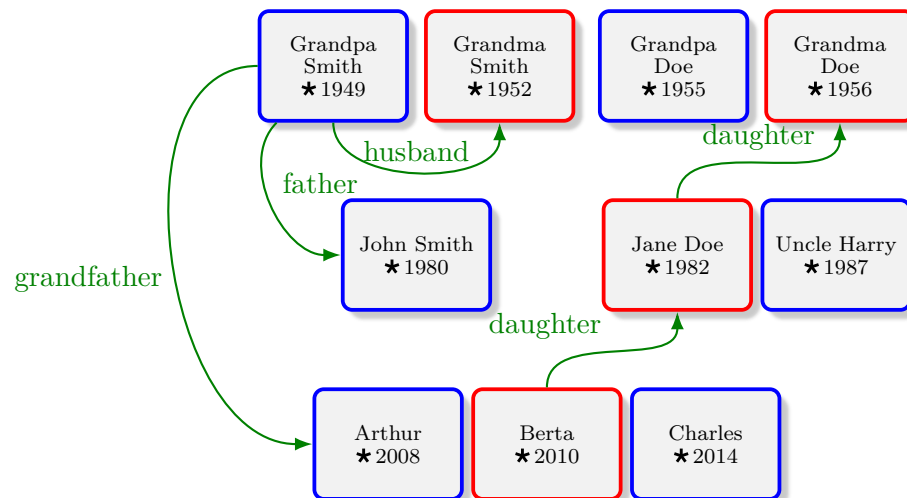 Grandpa
Smith
★1949
Grandma
Smith
★1952
Grandpa
Doe
★1955
Grandma
Doe
★1956
husband
daughter
father
John Smith
★1980
Jane Doe
★1982
Uncle Harry
★1987
grandfather
daughter
Arthur
★2008
Berta
★2010
Charles
★2014